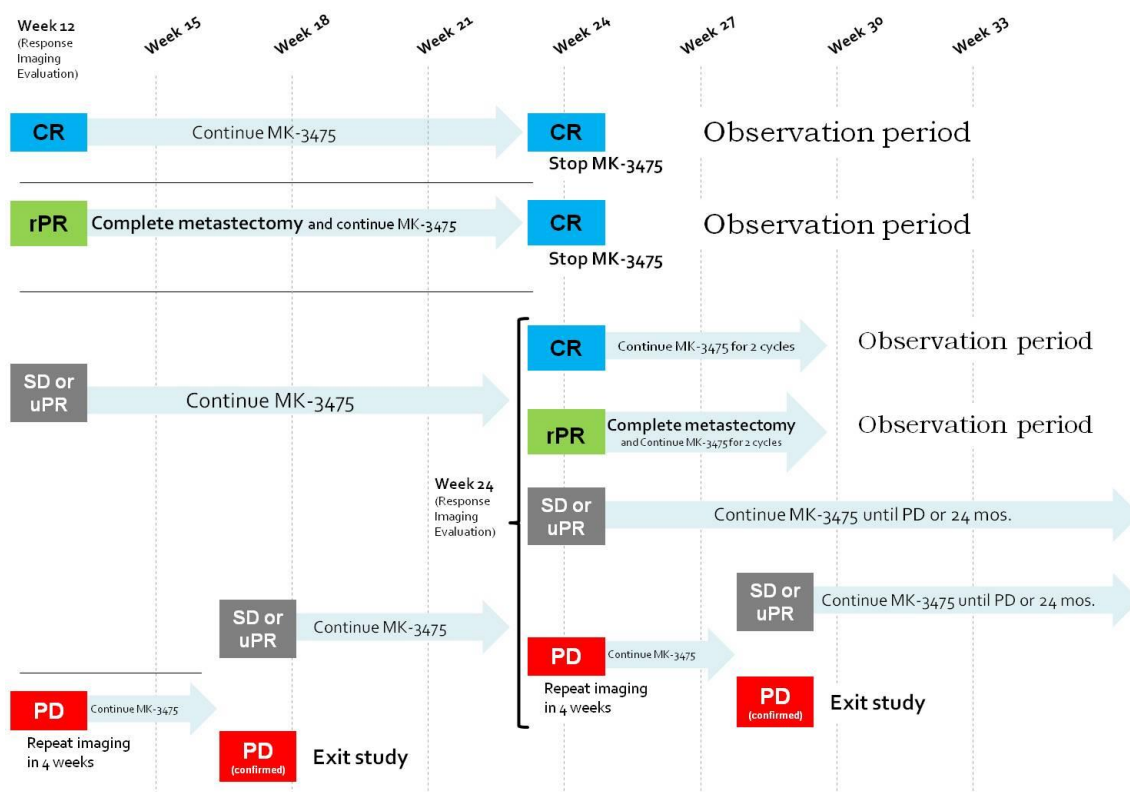 Week 12
(Response
Imaging
Evaluation)
Week 15
Week 18
Week 21
Week 24
Week 27
Week 30
Week 33
CR
Continue MK-3475
CR
Stop MK-3475
Observation period
rPR
Complete metastectomy and continue MK-3475
CR
Stop MK-3475
Observation period
SD or
uPR
Continue MK-3475
Week 24
(Response
Imaging
Evaluation)
CR
Continue MK-3475 for 2 cycles
Observation period
rPR
Complete metastectomy
and Continue MK-3475 for 2 cycles
Observation period
SD or
uPR
Continue MK-3475 until PD or 24 mos.
SD or
uPR
Continue MK-3475
SD or
uPR
Continue MK-3475 until PD or 24 mos.
PD
Continue MK-3475
Repeat imaging
in 4 weeks
PD
(confirmed)
Exit study
PD
Continue MK-3475
Repeat imaging
in 4 weeks
PD
(confirmed)
Exit study